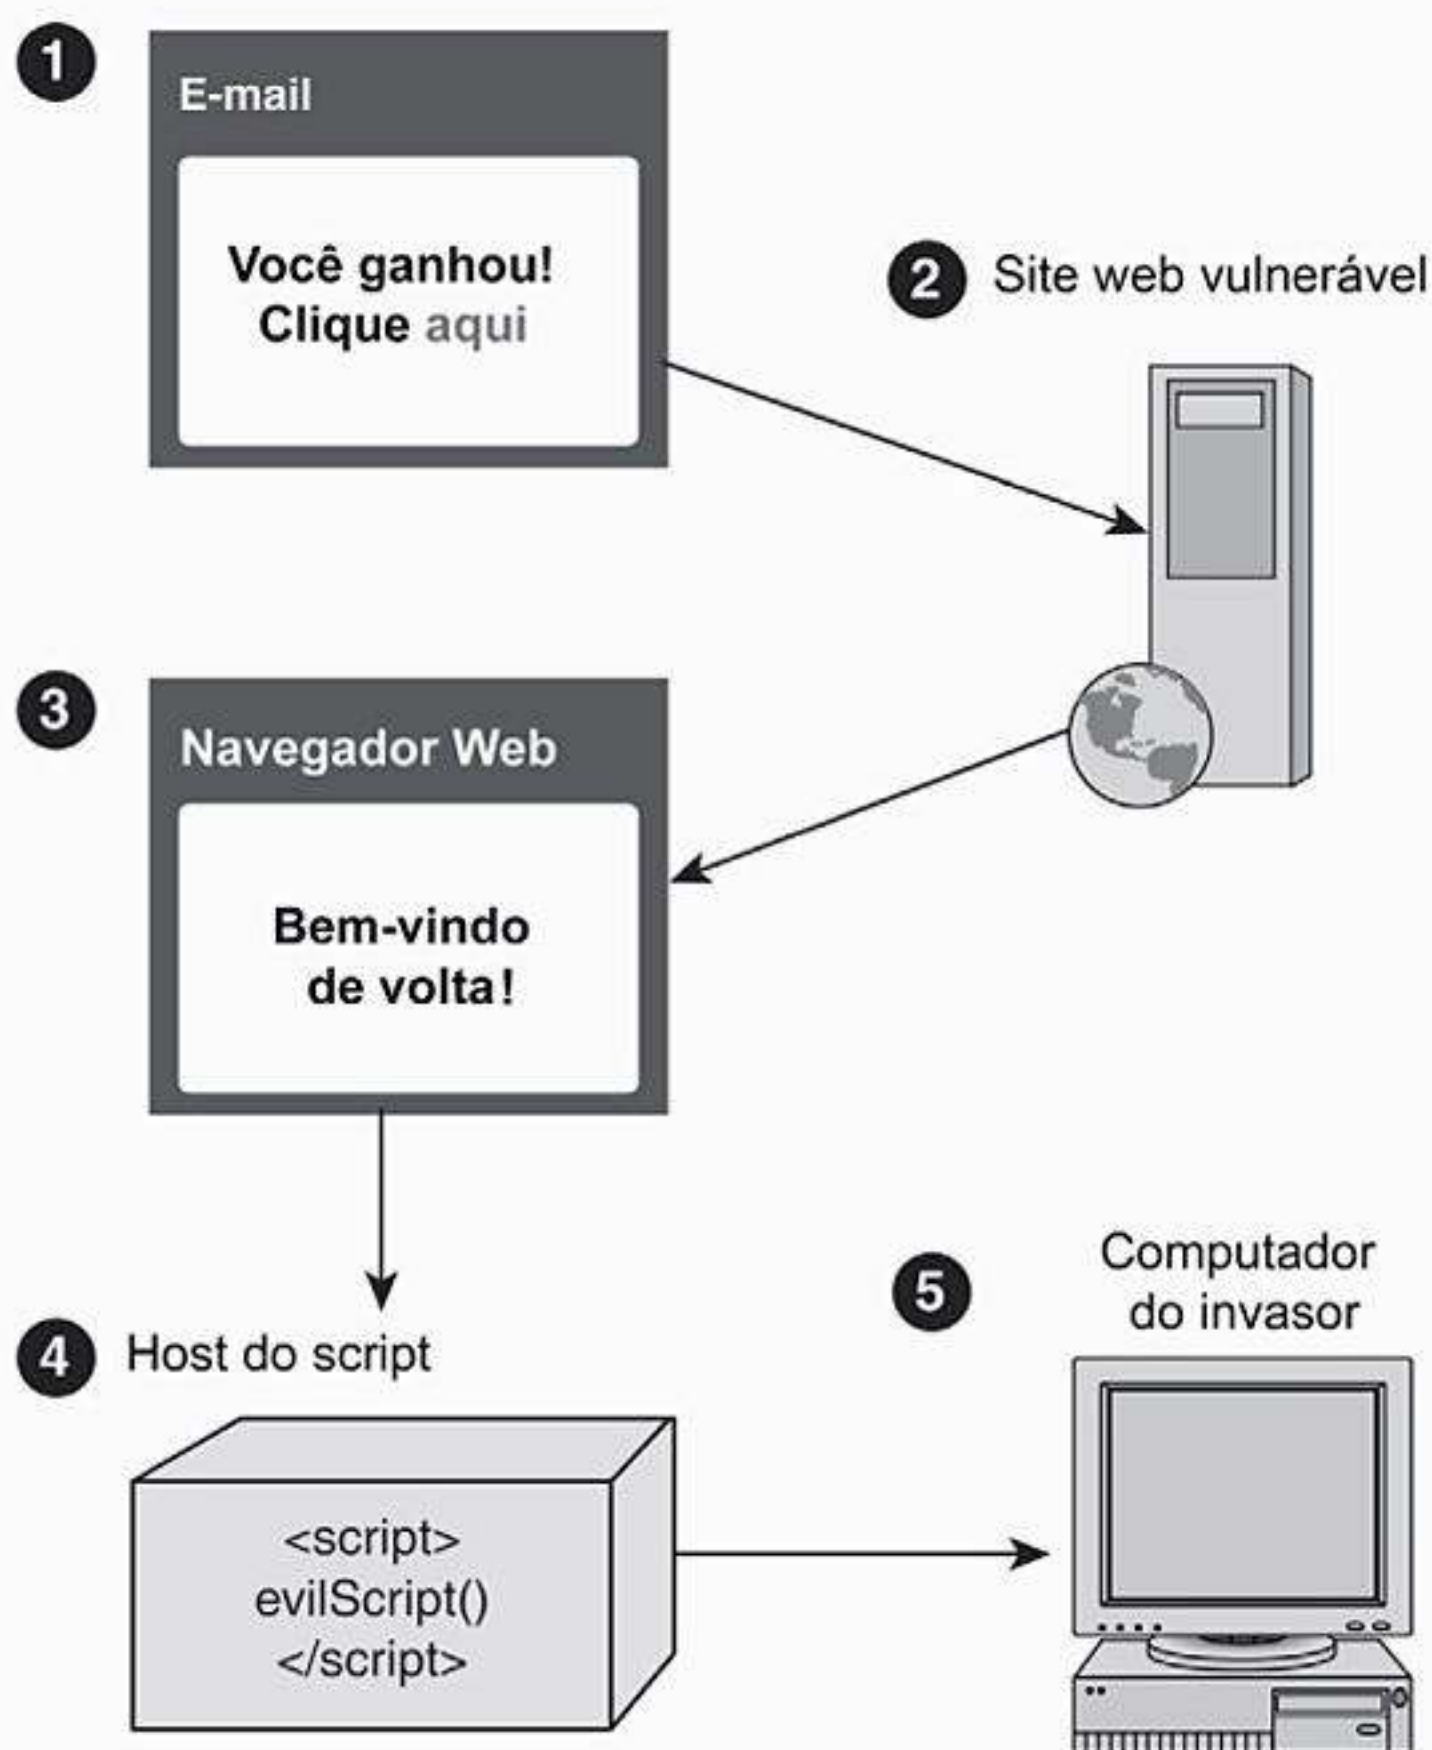 1
E-mail
Você ganhou!
Clique aqui
2 Site web vulnerável
3
Navegador Web
Bem-vindo
de volta!
4 Host do script
<script>
evilScript()
</script>
5
Computador
do invasor